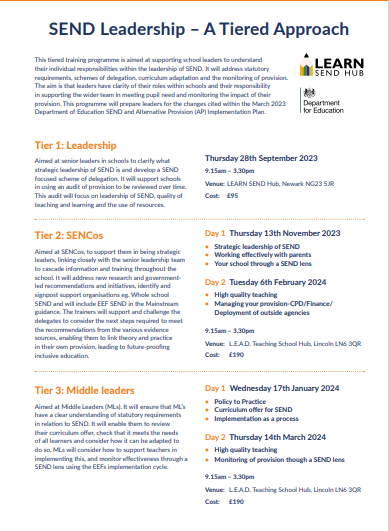 SEND Leadership – A Tiered Approach
This tiered training programme is aimed at supporting school leaders to understand
their individual responsibilities within the leadership of SEND. It will address statutory
requirements, schemes of delegation, curriculum adaptation and the monitoring of provision.
The aim is that leaders have clarity of their roles within schools and their responsibility
in supporting the wider team in meeting pupil need and monitoring the impact of their
provision. This programme will prepare leaders for the changes cited within the March 2023
Department of Education SEND and Alternative Provision (AP) Implementation Plan.
LEARN
SEND HUB
Department
for Education
Tier 1: Leadership
Aimed at senior leaders in schools to clarify what
strategic leadership of SEND is and develop a SEND
focused scheme of delegation. It will support schools
in using an audit of provision to be reviewed over time.
This audit will focus on leadership of SEND, quality of
teaching and learning and the use of resources.
Thursday 28th September 2023
9.15am – 3.30pm
Venue: LEARN SEND Hub, Newark NG23 5JR
Cost: £95
Tier 2: SENCos
Aimed at SENCos, to support them in being strategic
leaders, linking closely with the senior leadership team
to cascade information and training throughout the
school. It will address new research and government-
led recommendations and initiatives, identify and
signpost support organisations eg. Whole school
SEND and will include EEF SEND in the Mainstream
guidance. The trainers will support and challenge the
delegates to consider the next steps required to meet
the recommendations from the various evidence
sources, enabling them to link theory and practice
in their own provision, leading to future-proofing
inclusive education.
Day 1 Thursday 13th November 2023
• Strategic leadership of SEND
• Working effectively with parents
• Your school through a SEND lens
Day 2 Tuesday 6th February 2024
• High quality teaching
• Managing your provision-CPD/Finance/
Deployment of outside agencies
9.15am – 3.30pm
Venue: L.E.A.D. Teaching School Hub, Lincoln LN6 3QR
Cost: £190
Tier 3: Middle leaders
Aimed at Middle Leaders (MLs). It will ensure that ML's
have a clear understanding of statutory requirements
in relation to SEND. It will enable them to review
their curriculum offer, check that it meets the needs
of all learners and consider how it can be adapted to
do so. MLs will consider how to support teachers in
implementing this, and monitor effectiveness through a
SEND lens using the EEFs implementation cycle.
Day 1 Wednesday 17th January 2024
• Policy to Practice
• Curriculum offer for SEND
• Implementation as a process
Day 2 Thursday 14th March 2024
• High quality teaching
• Monitoring of provision though a SEND lens
9.15am – 3.30pm
Venue: L.E.A.D. Teaching School Hub, Lincoln LN6 3QR
Cost: £190